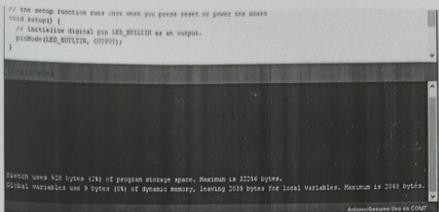 // the setup function runs once when you press reset or power the board
void setup() {
// initialize digital pin LED_BUILTIN as an output.
pinMode(LED_BUILTIN, OUTPUT);
}
Sketch uses 928 bytes (2%) of program storage space. Maximum is 32256 bytes.
Global variables use 9 bytes (0%) of dynamic memory, leaving 2039 bytes for local variables. Maximum is 2048 bytes.
Arduino/Genuino Uno on COM7